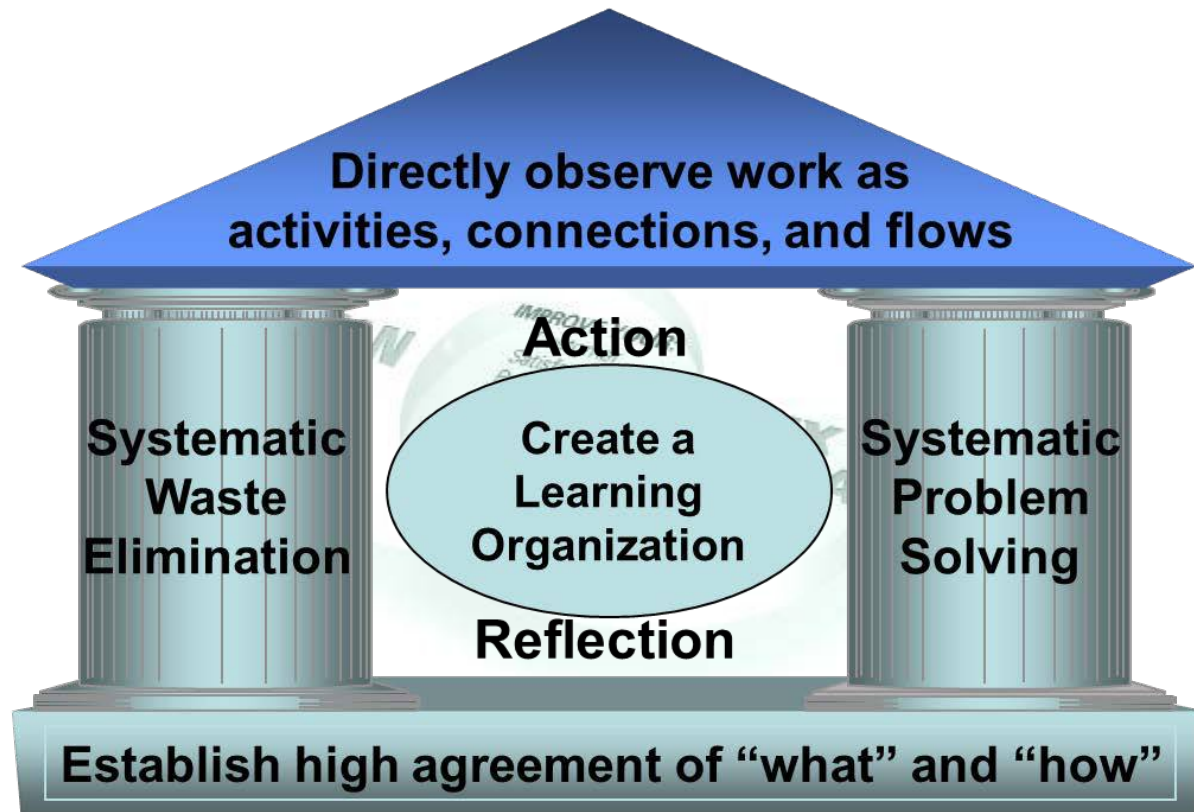 Directly observe work as
activities, connections, and flows
Action
Systematic
Waste
Elimination
Create a
Learning
Organization
Systematic
Problem
Solving
Reflection
Establish high agreement of “what” and “how”